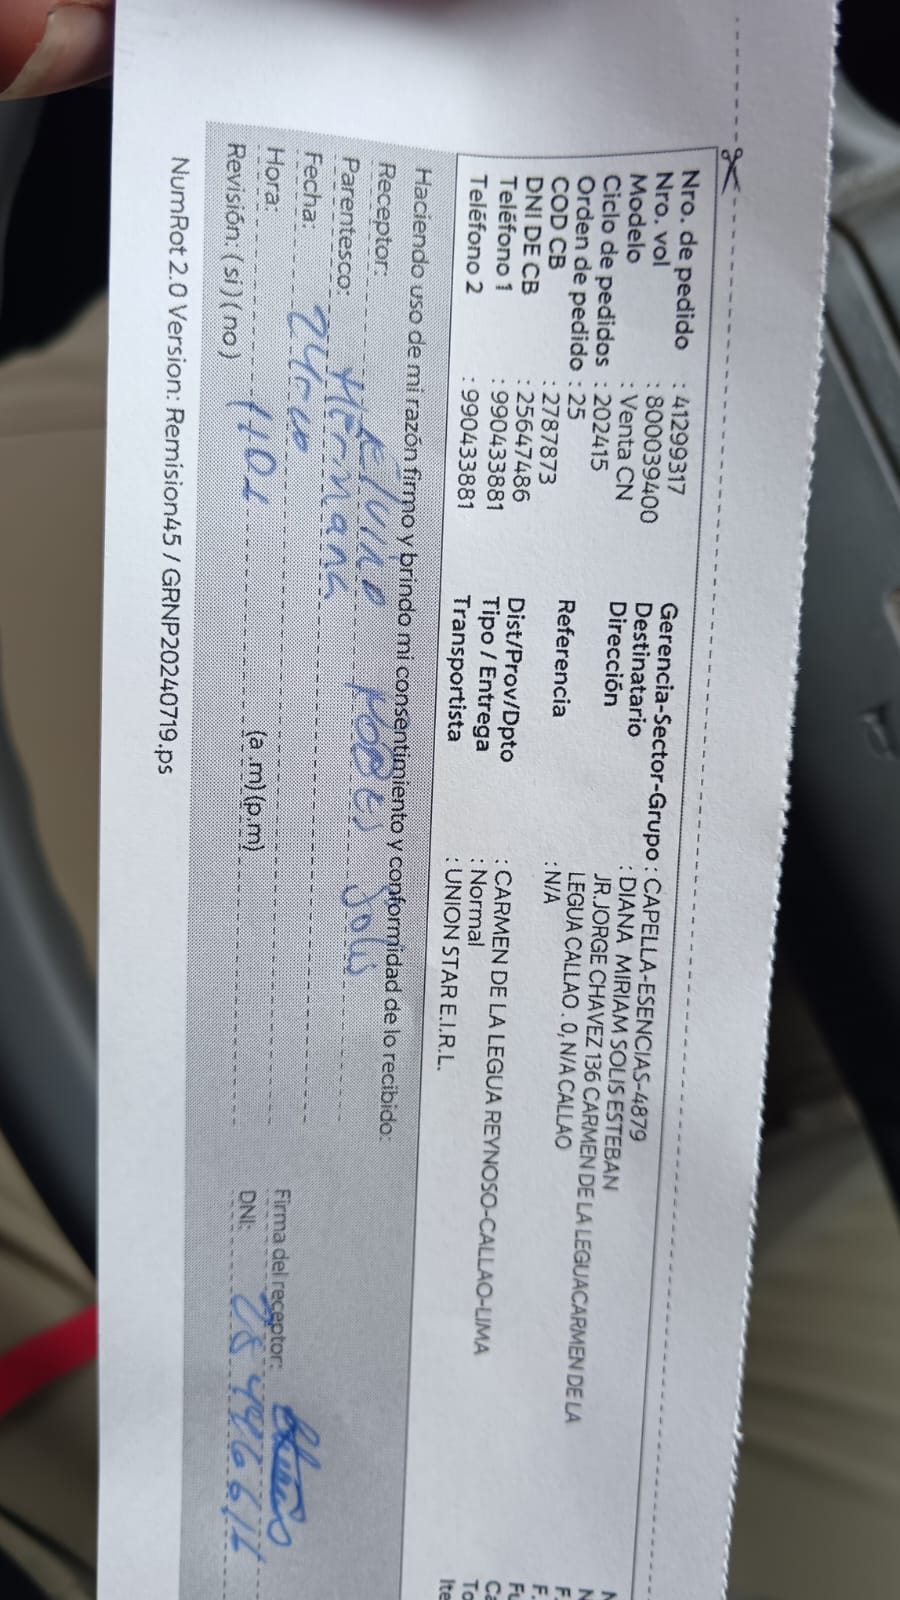 Nro. de pedido : 41299317
Nro. vol : 8000039400
Modelo : Venta CN
Ciclo de pedidos : 202415
Orden de pedido : 25
COD CB : 2787873
DNI DE CB : 25647486
Teléfono 1 : 990433881
Teléfono 2 : 990433881
Gerencia-Sector-Grupo : CAPELLA-ESENCIAS-4879
Destinatario : DIANA MIRIAM SOLIS ESTEBAN
Dirección JR.JORGE CHAVEZ 136 CARMEN DE LA LEGUACARMEN DE LA
LEGUA CALLAO . 0, N/A CALLAO
Referencia : N/A
Dist/Prov/Dpto : CARMEN DE LA LEGUA REYNOSO-CALLAO-LIMA
Tipo / Entrega : Normal
Transportista : UNION STAR E.I.R.L.
Haciendo uso de mi razón firmo y brindo mi consentimiento y conformidad de lo recibido:
Receptor: Solis
Parentesco: Hermana
Fecha:
Hora: (a .m) (p.m)
Revisión: ( si ) ( no )
Firma del receptor:
DNI:
NumRot 2.0 Version: Remision45 / GRNP20240719.ps